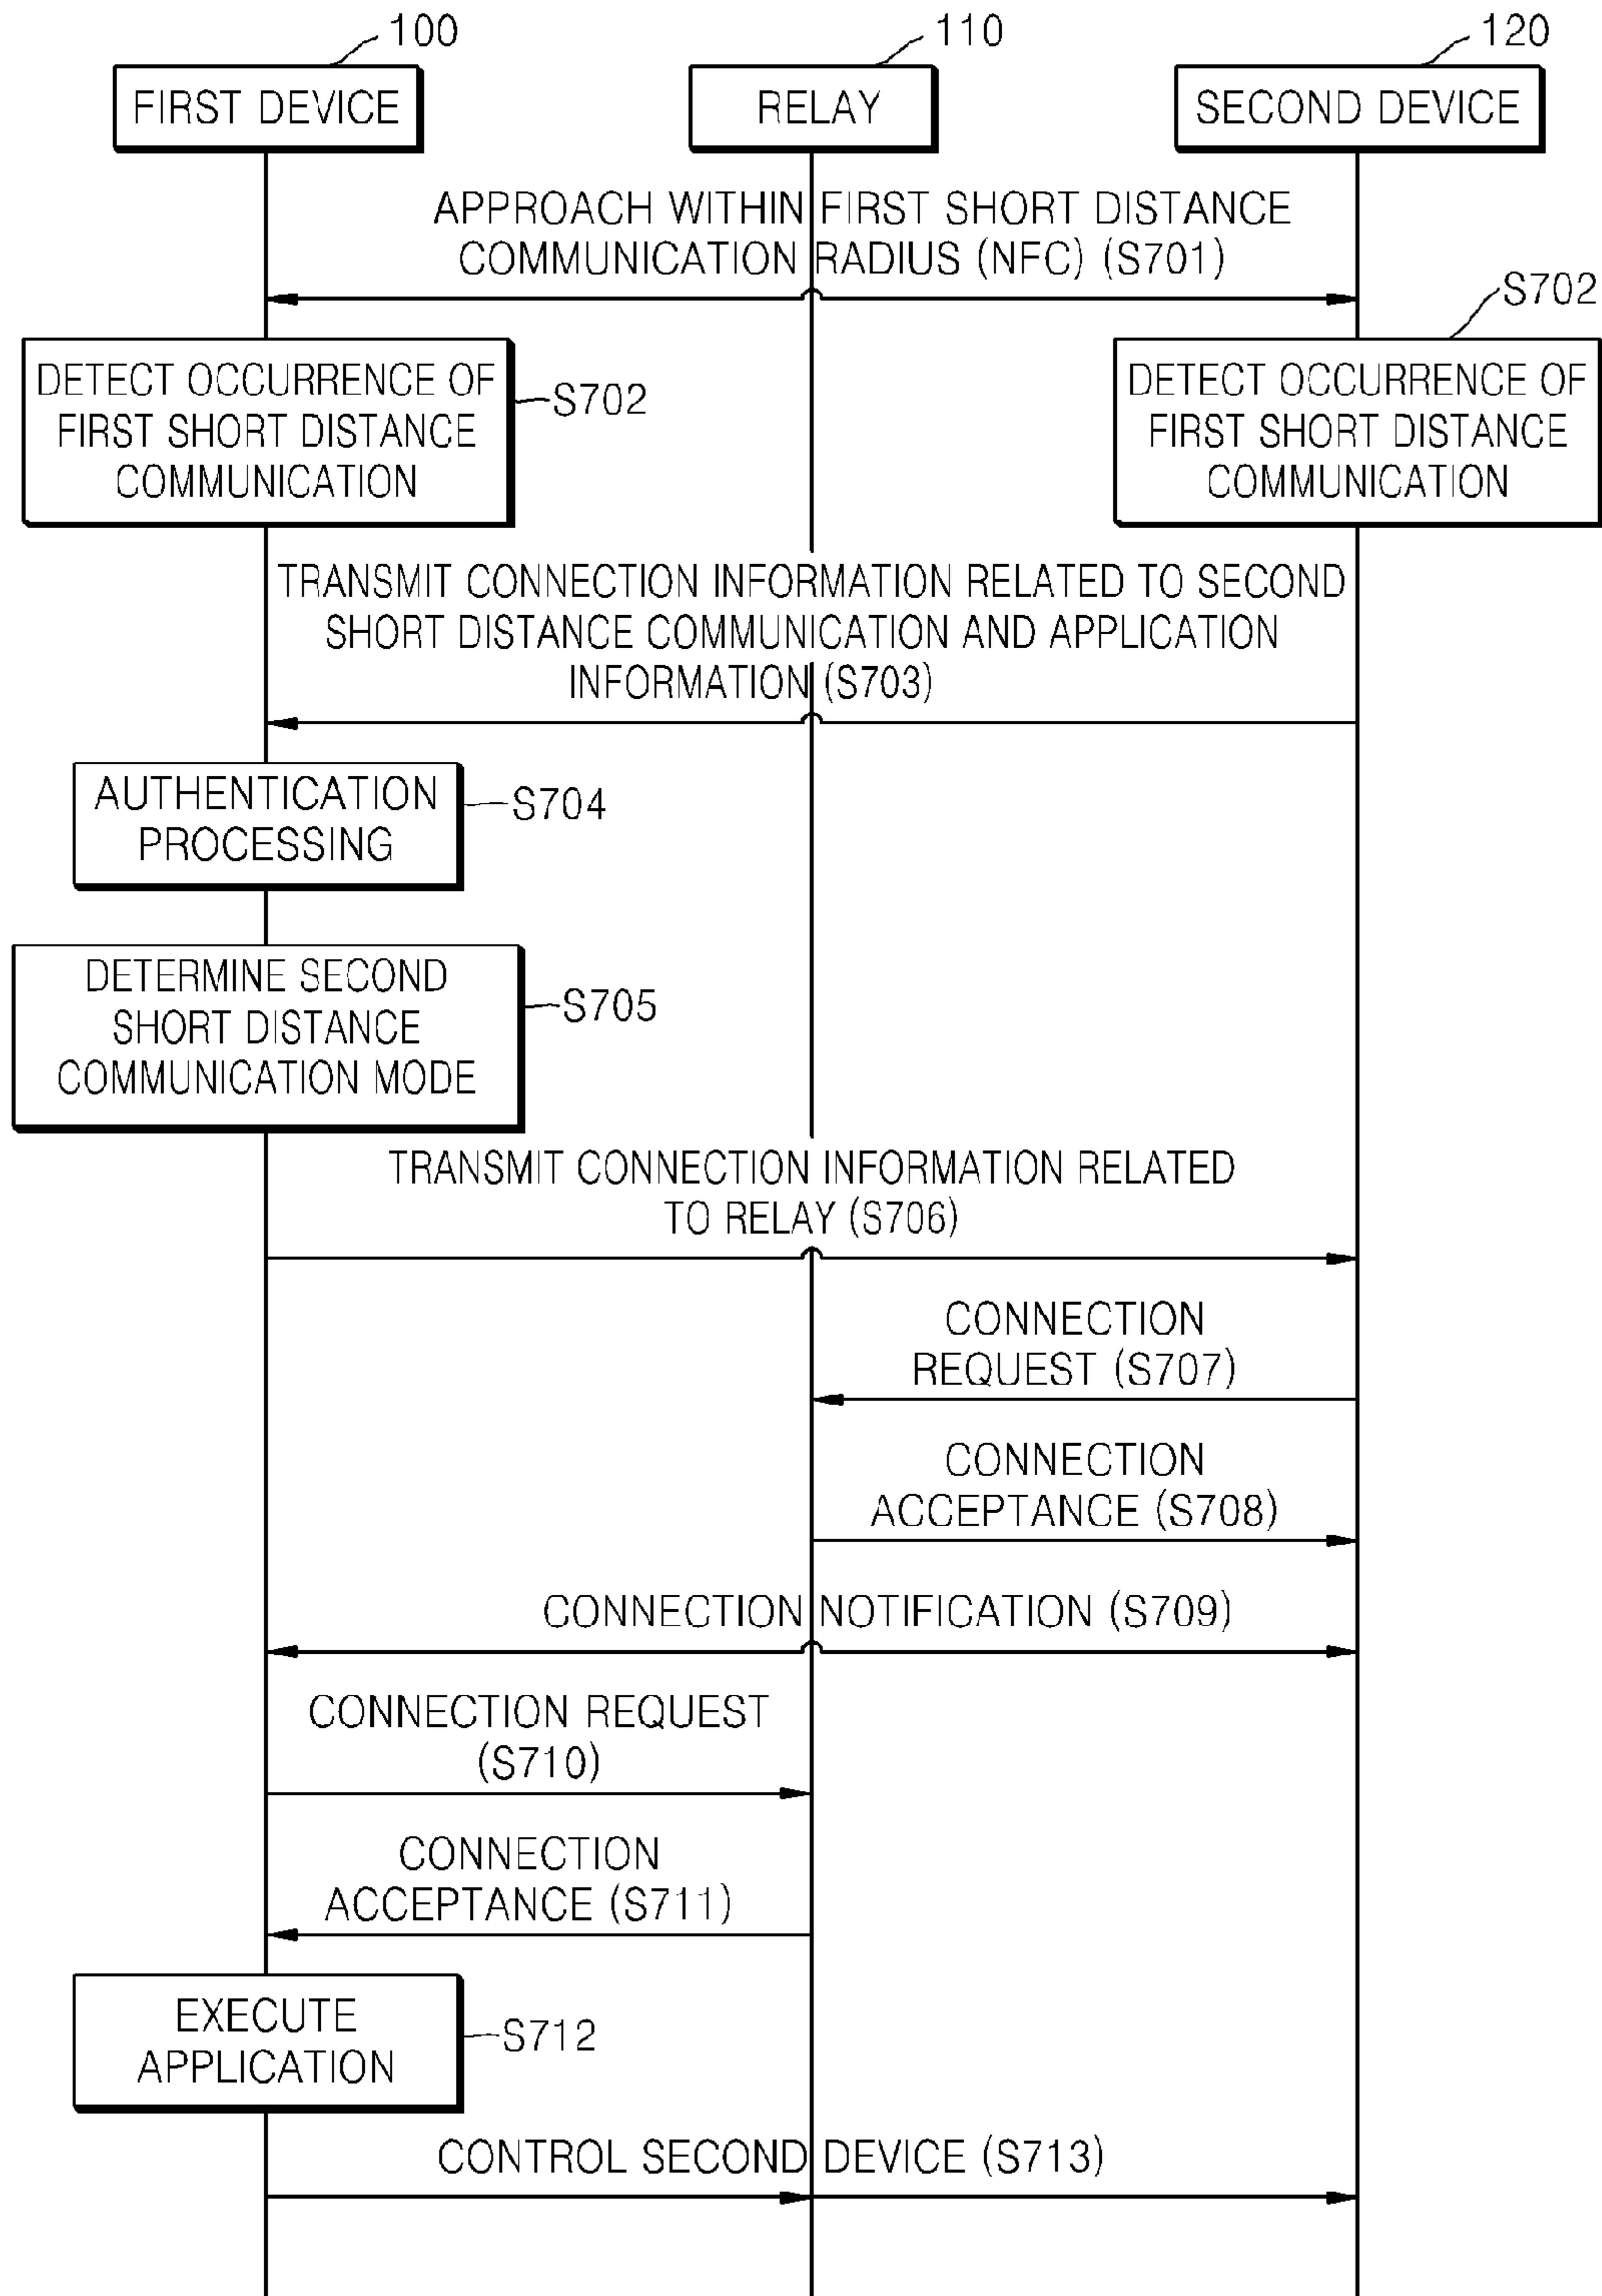 100
110
120
FIRST DEVICE
RELAY
SECOND DEVICE
APPROACH WITHIN FIRST SHORT DISTANCE
COMMUNICATION RADIUS (NFC) (S701)
S702
DETECT OCCURRENCE OF
FIRST SHORT DISTANCE
COMMUNICATION
S702
DETECT OCCURRENCE OF
FIRST SHORT DISTANCE
COMMUNICATION
TRANSMIT CONNECTION INFORMATION RELATED TO SECOND
SHORT DISTANCE COMMUNICATION AND APPLICATION
INFORMATION (S703)
AUTHENTICATION
PROCESSING
S704
DETERMINE SECOND
SHORT DISTANCE
COMMUNICATION MODE
S705
TRANSMIT CONNECTION INFORMATION RELATED
TO RELAY (S706)
CONNECTION
REQUEST (S707)
CONNECTION
ACCEPTANCE (S708)
CONNECTION NOTIFICATION (S709)
CONNECTION REQUEST
(S710)
CONNECTION
ACCEPTANCE (S711)
EXECUTE
APPLICATION
S712
CONTROL SECOND DEVICE (S713)